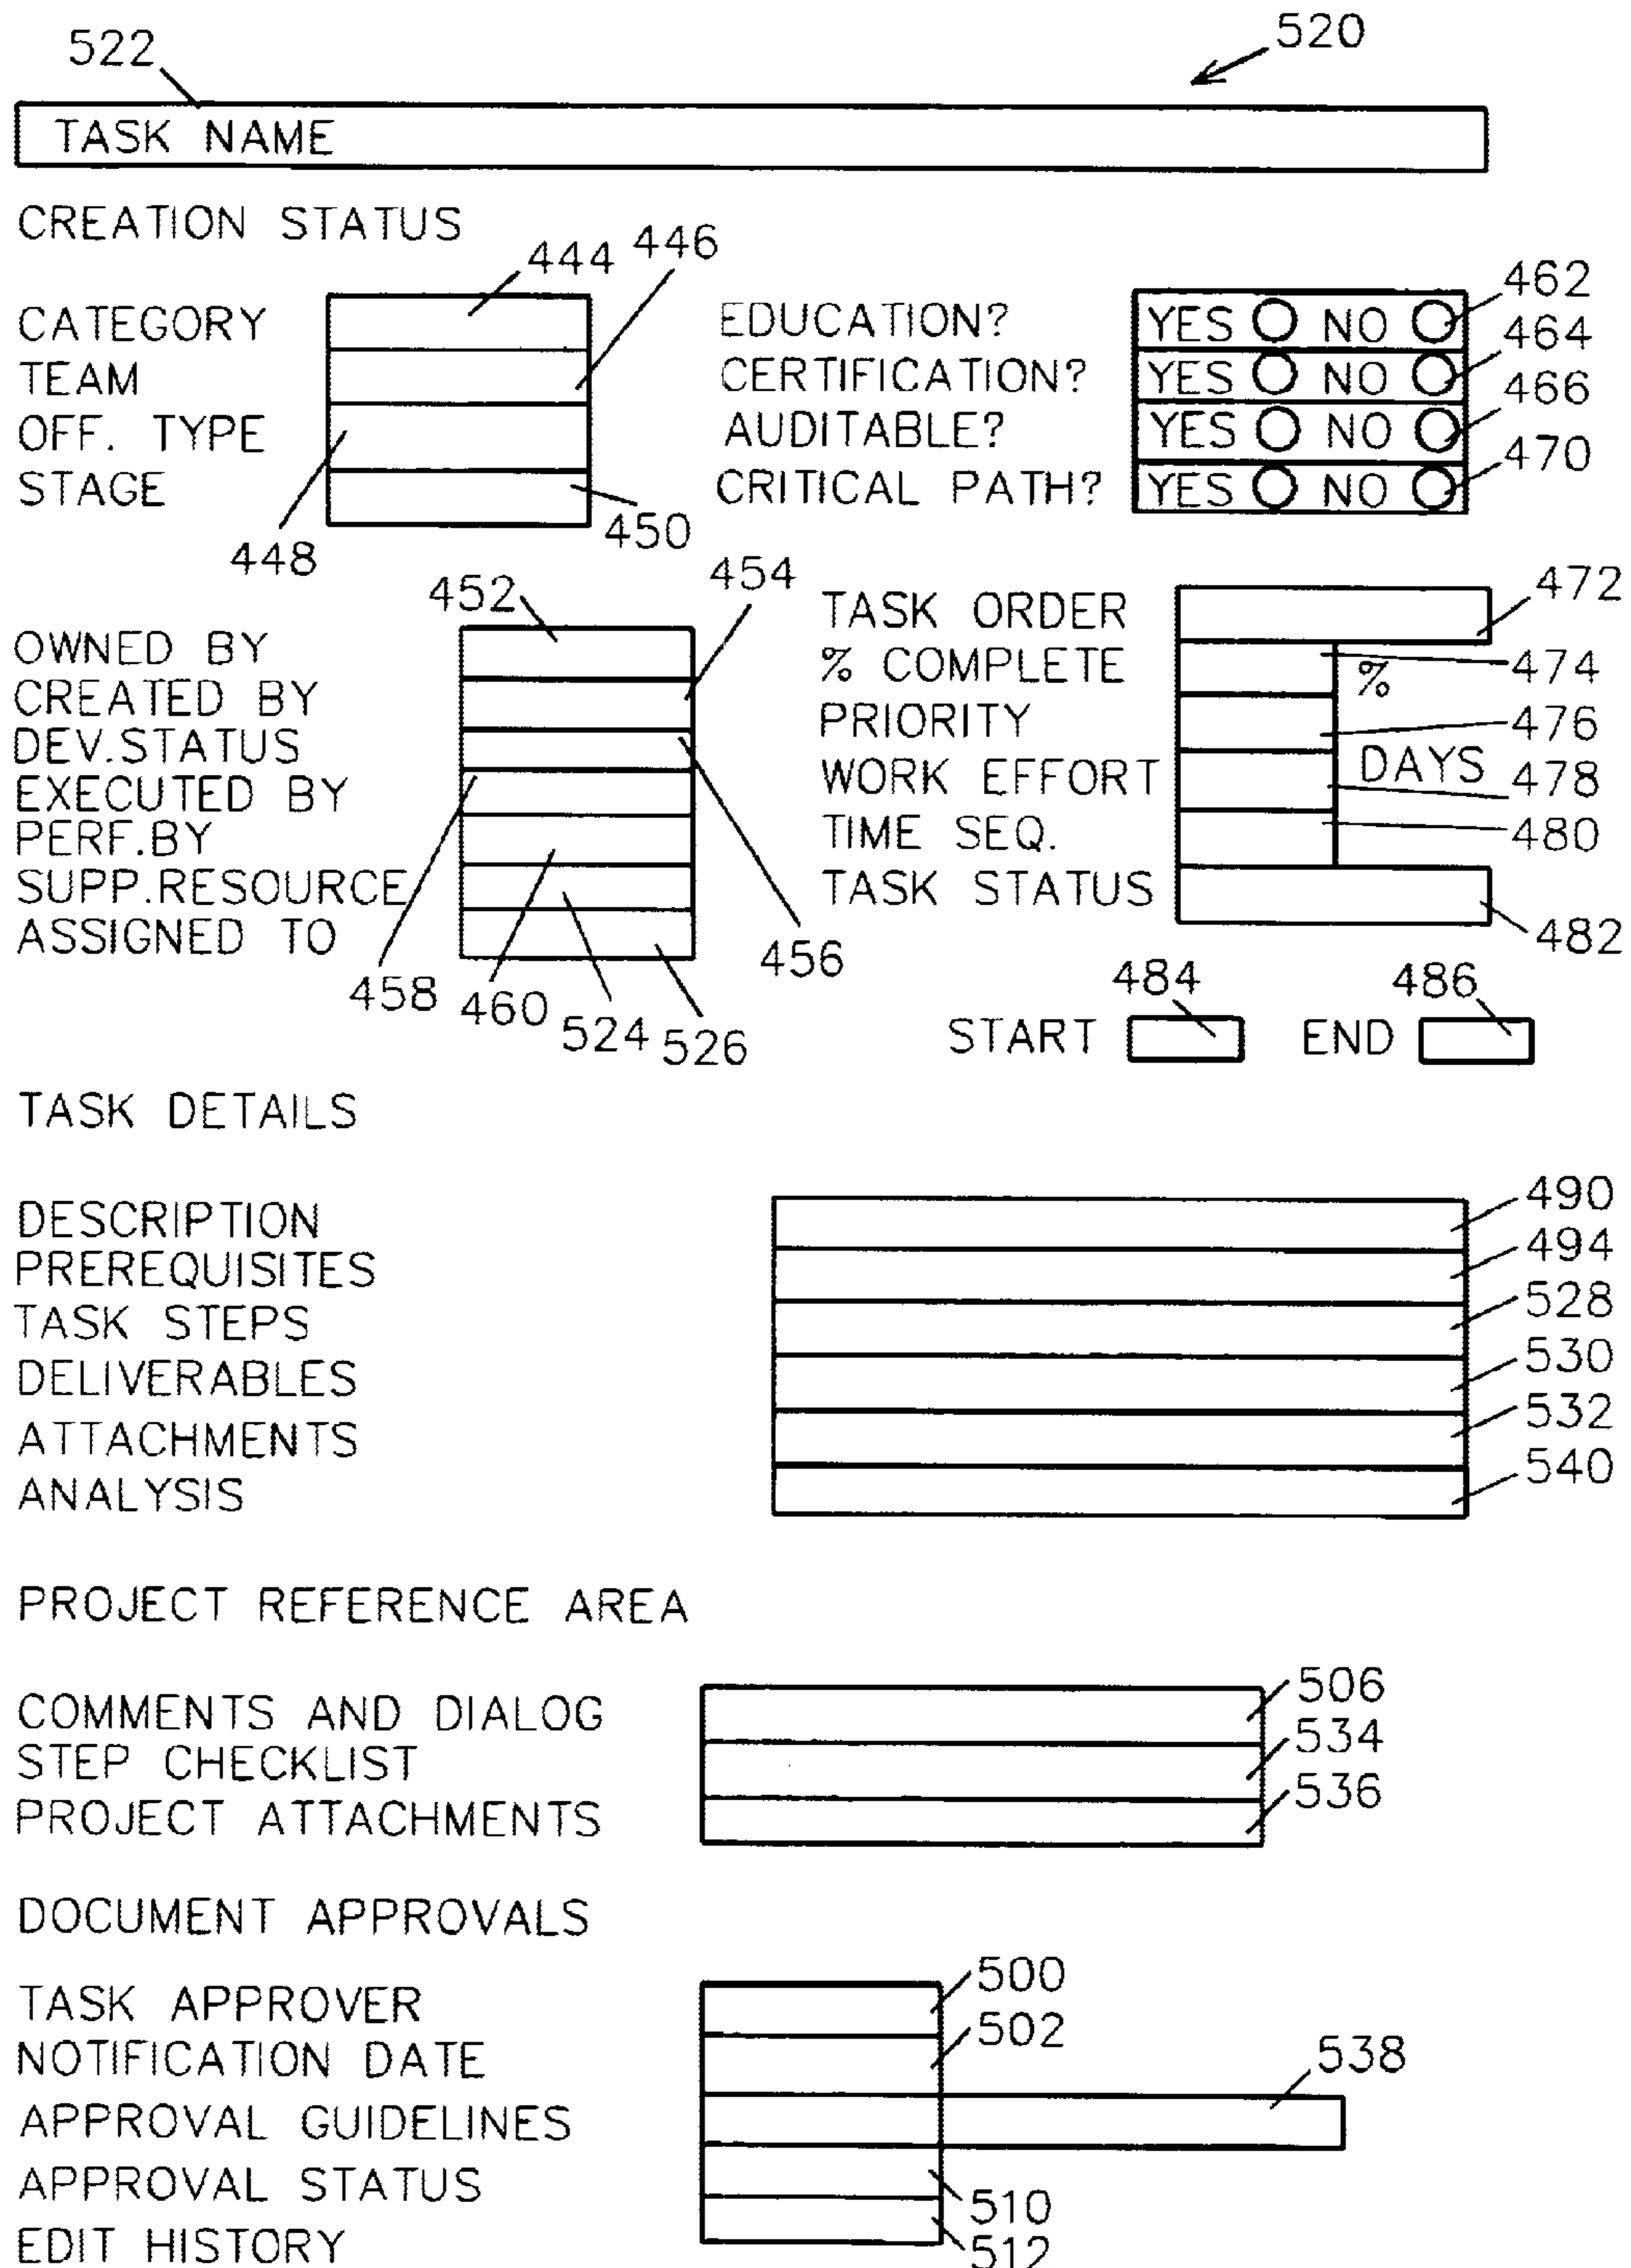 522 520
TASK NAME
CREATION STATUS
444 446
CATEGORY EDUCATION? YES NO 462
TEAM CERTIFICATION? YES NO 464
OFF. TYPE AUDITABLE? YES NO 466
STAGE CRITICAL PATH? YES NO 470
448 450
452 454 TASK ORDER 472
OWNED BY % COMPLETE % 474
CREATED BY PRIORITY 476
DEV.STATUS WORK EFFORT DAYS 478
EXECUTED BY TIME SEQ. 480
PERF.BY TASK STATUS 482
SUPP.RESOURCE
ASSIGNED TO
458 460 524 526 456
484 486
START END
TASK DETAILS
DESCRIPTION 490
PREREQUISITES 494
TASK STEPS 528
DELIVERABLES 530
ATTACHMENTS 532
ANALYSIS 540
PROJECT REFERENCE AREA
COMMENTS AND DIALOG 506
STEP CHECKLIST 534
PROJECT ATTACHMENTS 536
DOCUMENT APPROVALS
TASK APPROVER 500
NOTIFICATION DATE 502
APPROVAL GUIDELINES 538
APPROVAL STATUS 510
EDIT HISTORY 512